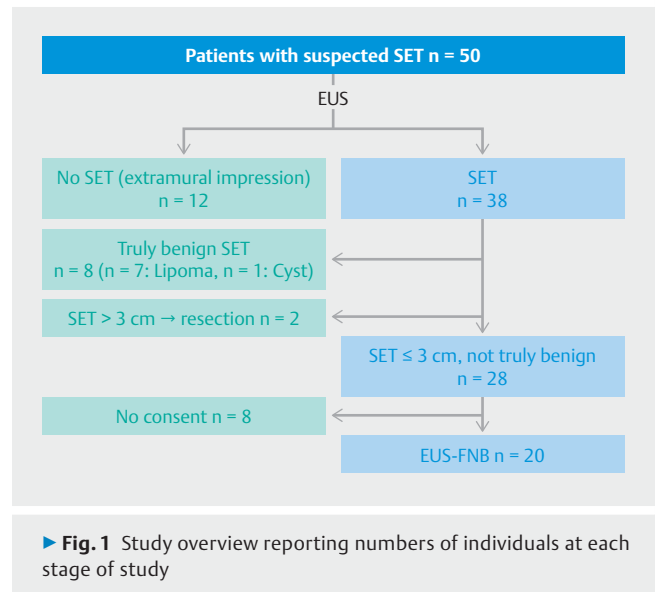 Patients with suspected SET n = 50
EUS
No SET (extramural impression)
n = 12
SET
n = 38
Truly benign SET
n = 8 (n = 7: Lipoma, n = 1: Cyst)
SET > 3 cm → resection n = 2
SET ≤ 3 cm, not truly benign
n = 28
No consent n = 8
EUS-FNB n = 20
▶ Fig. 1 Study overview reporting numbers of individuals at each
stage of study